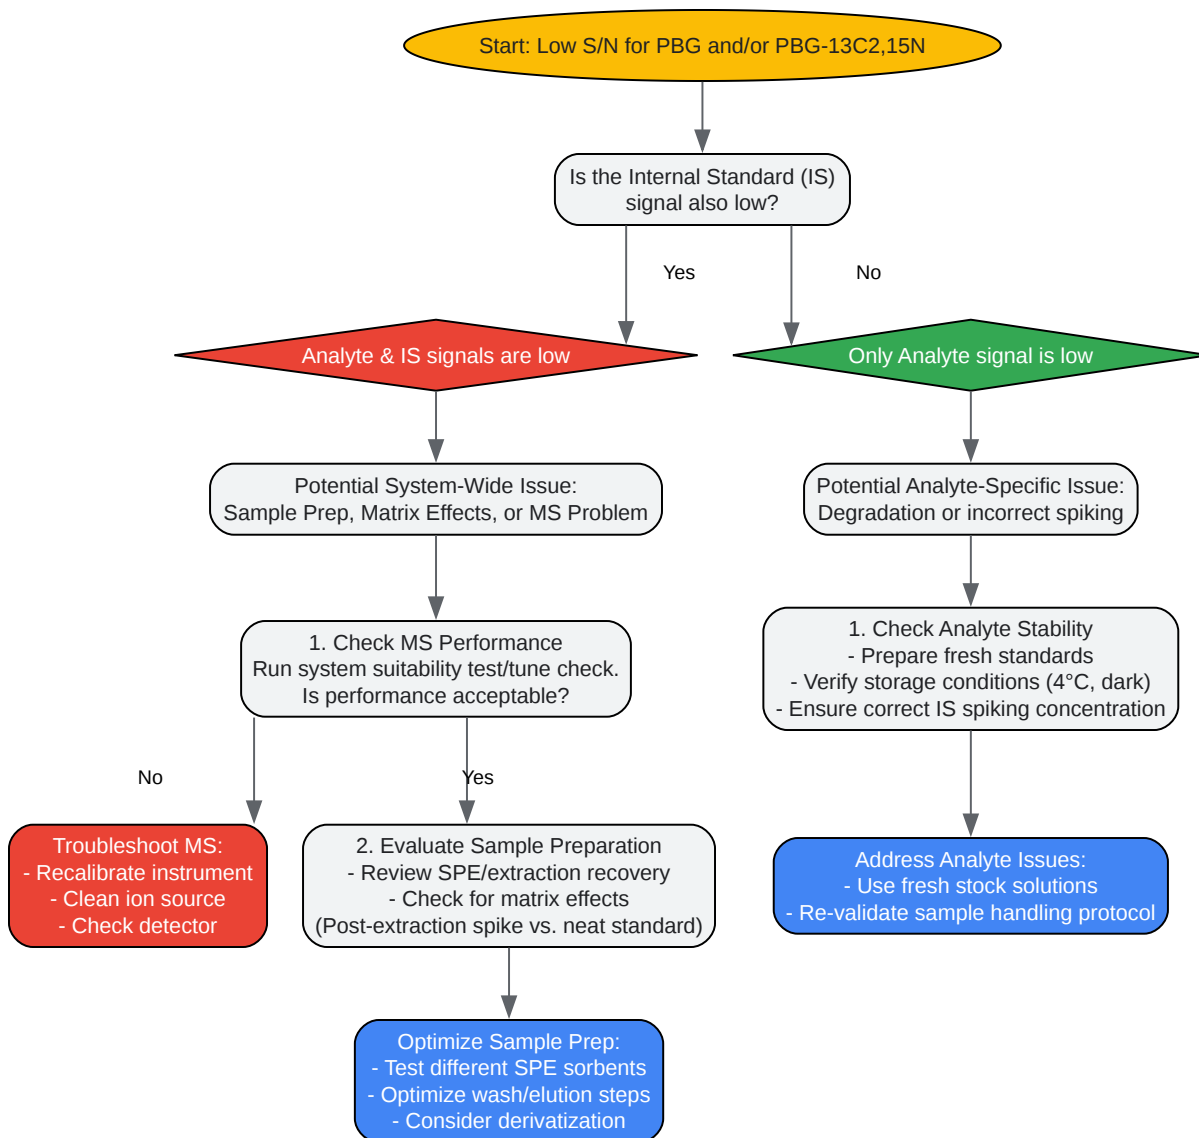 Start: Low S/N for PBG and/or PBG-13C2,15N
Is the Internal Standard (IS)
signal also low?
Yes
No
Analyte & IS signals are low
Only Analyte signal is low
Potential System-Wide Issue:
Sample Prep, Matrix Effects, or MS Problem
Potential Analyte-Specific Issue:
Degradation or incorrect spiking
1. Check MS Performance
Run system suitability test/tune check.
Is performance acceptable?
1. Check Analyte Stability
- Prepare fresh standards
- Verify storage conditions (4°C, dark)
- Ensure correct IS spiking concentration
No
Yes
Troubleshoot MS:
- Recalibrate instrument
- Clean ion source
- Check detector
2. Evaluate Sample Preparation
- Review SPE/extraction recovery
- Check for matrix effects
(Post-extraction spike vs. neat standard)
Address Analyte Issues:
- Use fresh stock solutions
- Re-validate sample handling protocol
Optimize Sample Prep:
- Test different SPE sorbents
- Optimize wash/elution steps
- Consider derivatization